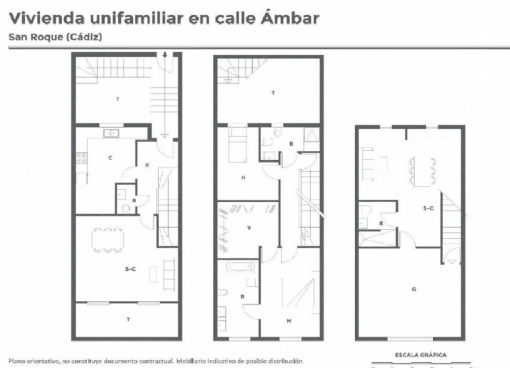 Vivienda unifamiliar en calle Ámbar
San Roque (Cádiz)
T
C
R
B
S-C
T
T
B
H
V
B
H
S-C
B
G
Plano orientativo, no constituye documento contractual. Mobiliario indicativo de posible distribución
ESCALA GRÁFICA